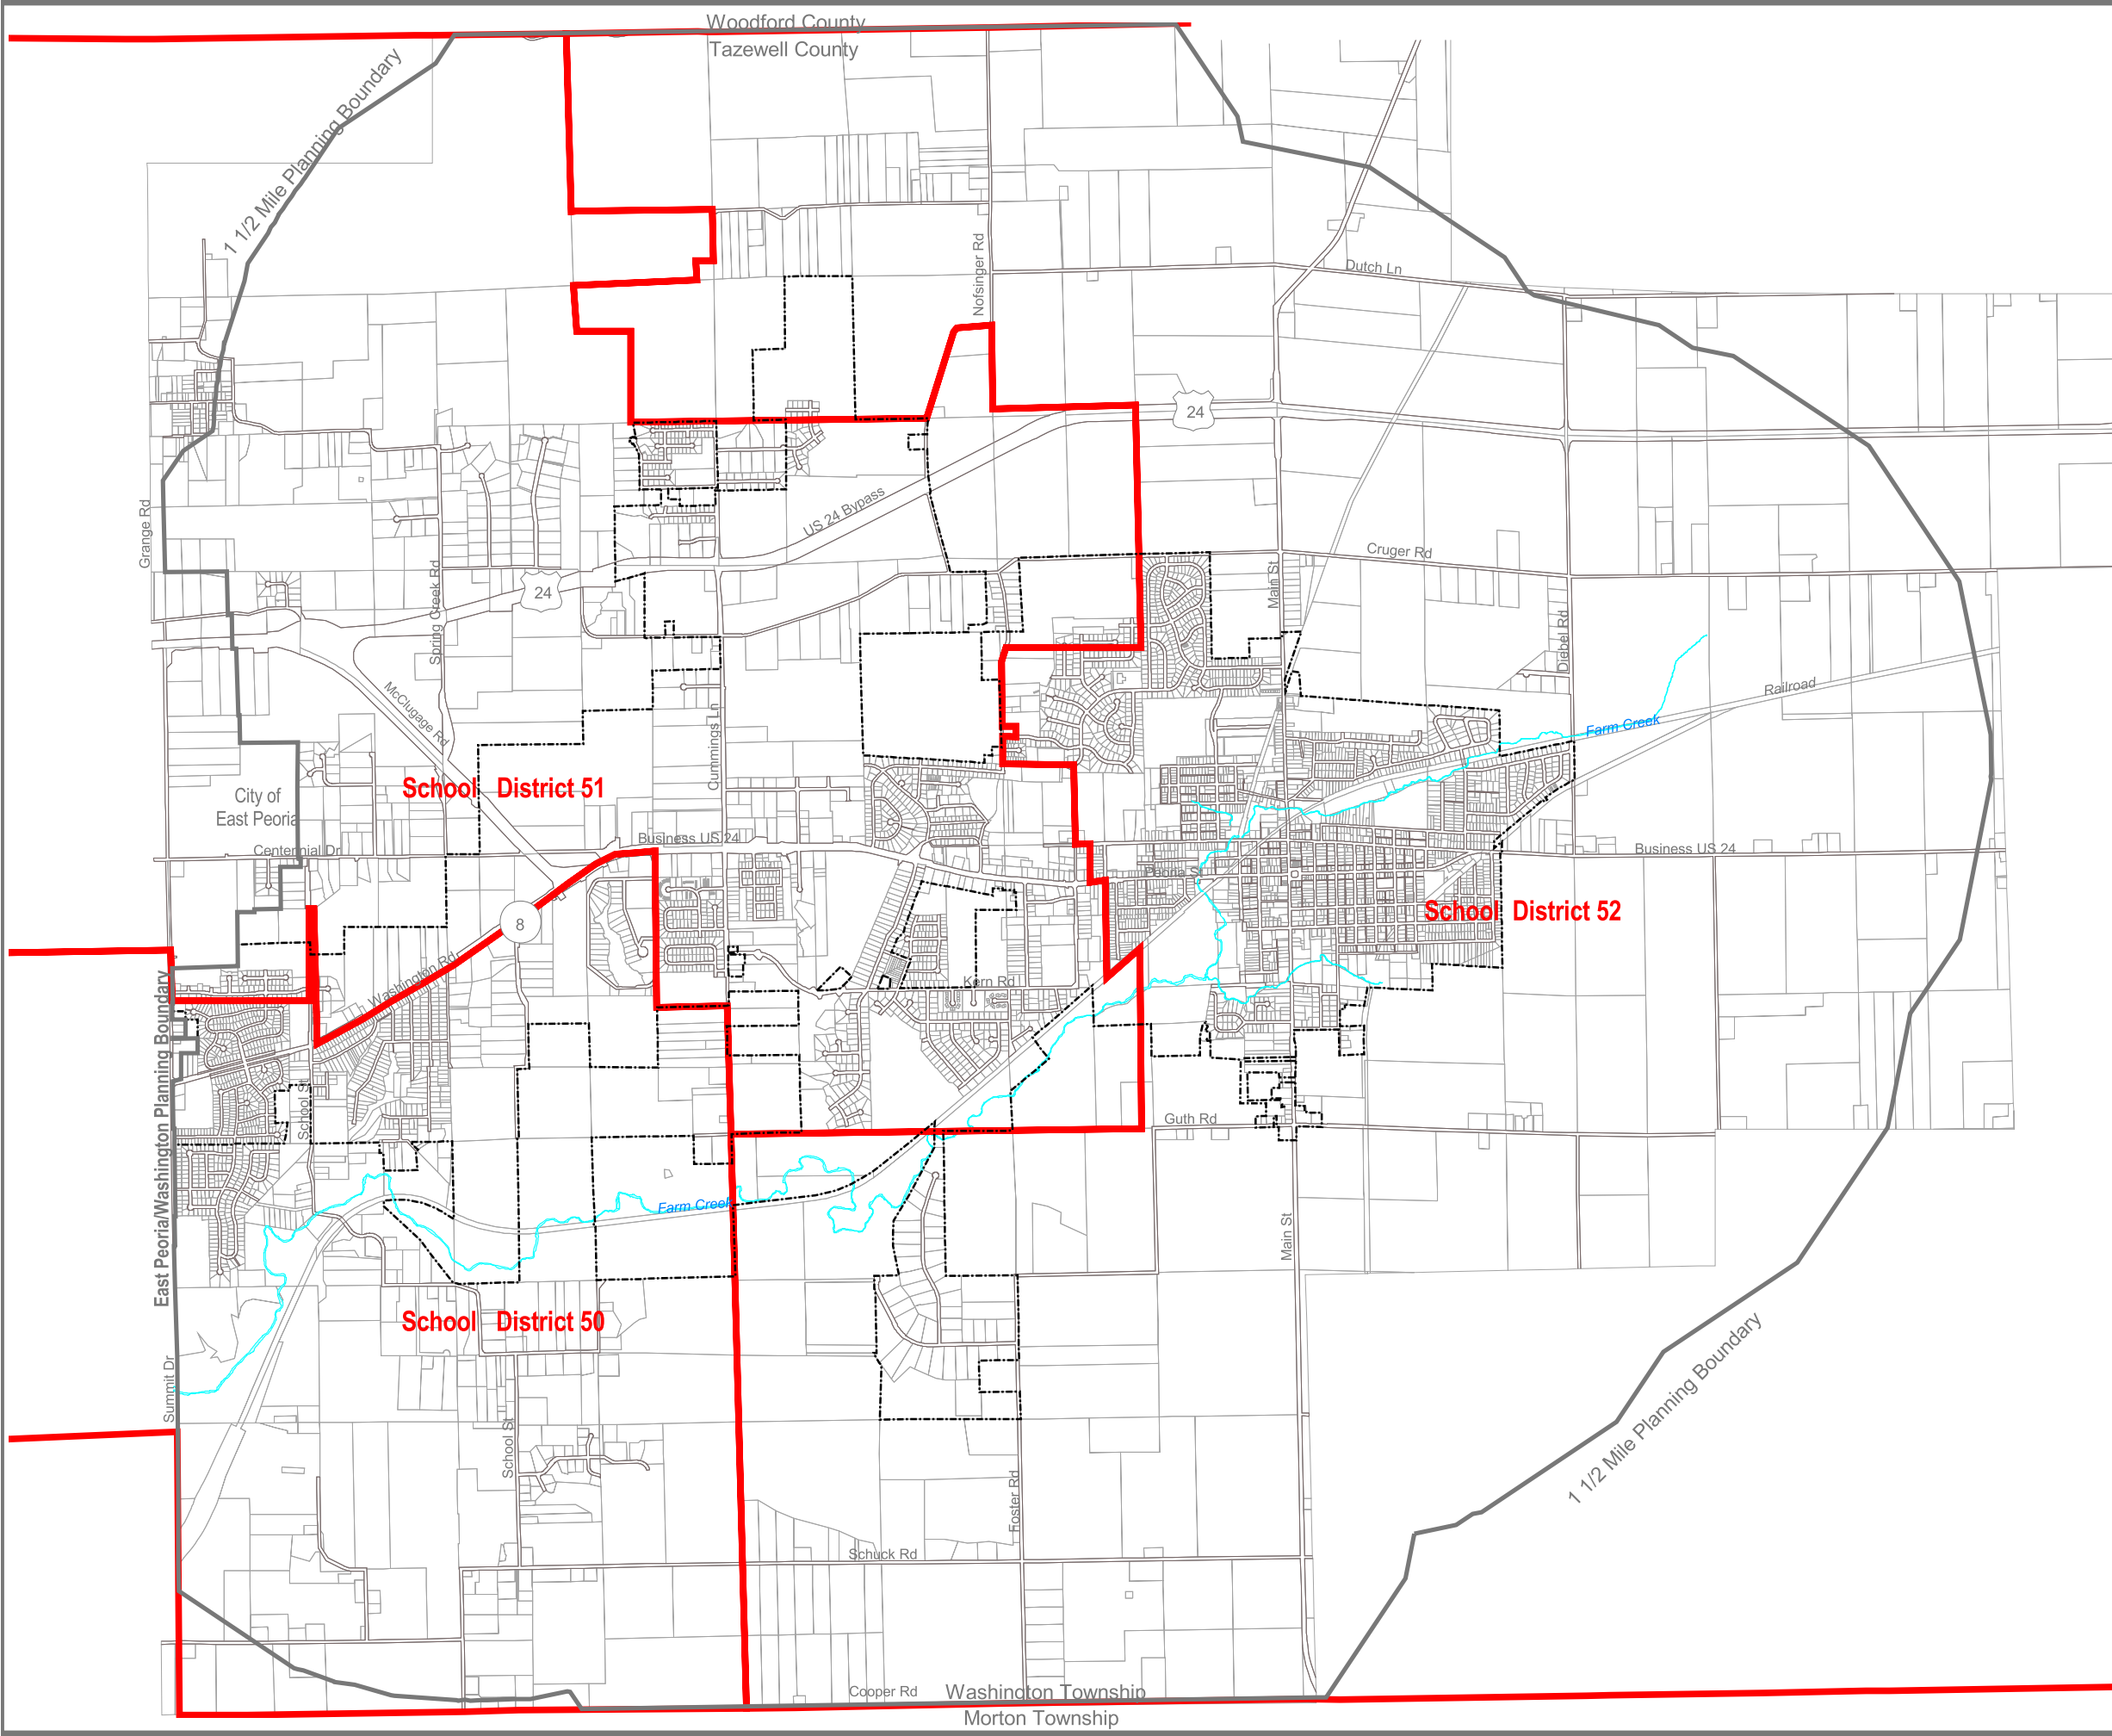 Woodford County
Tazewell County
1 1/2 Mile Planning Boundary
Nofsinger Rd
Dutch Ln
24
Grange Rd
US 24 Bypass
Cruger Rd
Spring Creek Rd
24
Main St
Diebel Rd
McClugage Rd
Cummings Ln
Railroad
Farm Creek
School District 51
City of
East Peoria
Centennial Dr
Business US 24
Business US 24
Peoria St
School District 52
8
Washington Rd
Kern Rd
East Peoria/Washington Planning Boundary
School St
Guth Rd
Farm Creek
Main St
School District 50
Summit Dr
School St
Foster Rd
1 1/2 Mile Planning Boundary
Schuck Rd
Cooper Rd
Washington Township
Morton Township